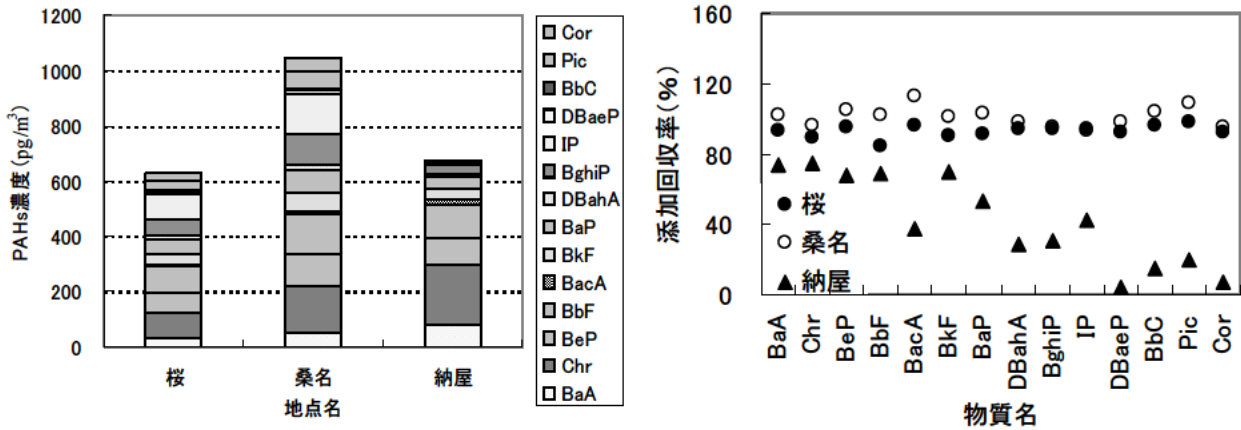 1200
1000
800
600
400
200
0
PAHs濃度(pg/m³)
桜
桑名
納屋
地点名
Cor
Pic
BbC
DBaeP
IP
BghiP
DBahA
BaP
BkF
BacA
BbF
BeP
Chr
BaA
160
120
80
40
0
添加回収率(%)
桜
桑名
納屋
BaA
Chr
BeP
BbF
BacA
BkF
BaP
DBahA
BghiP
IP
DBaeP
BbC
Pic
Cor
物質名